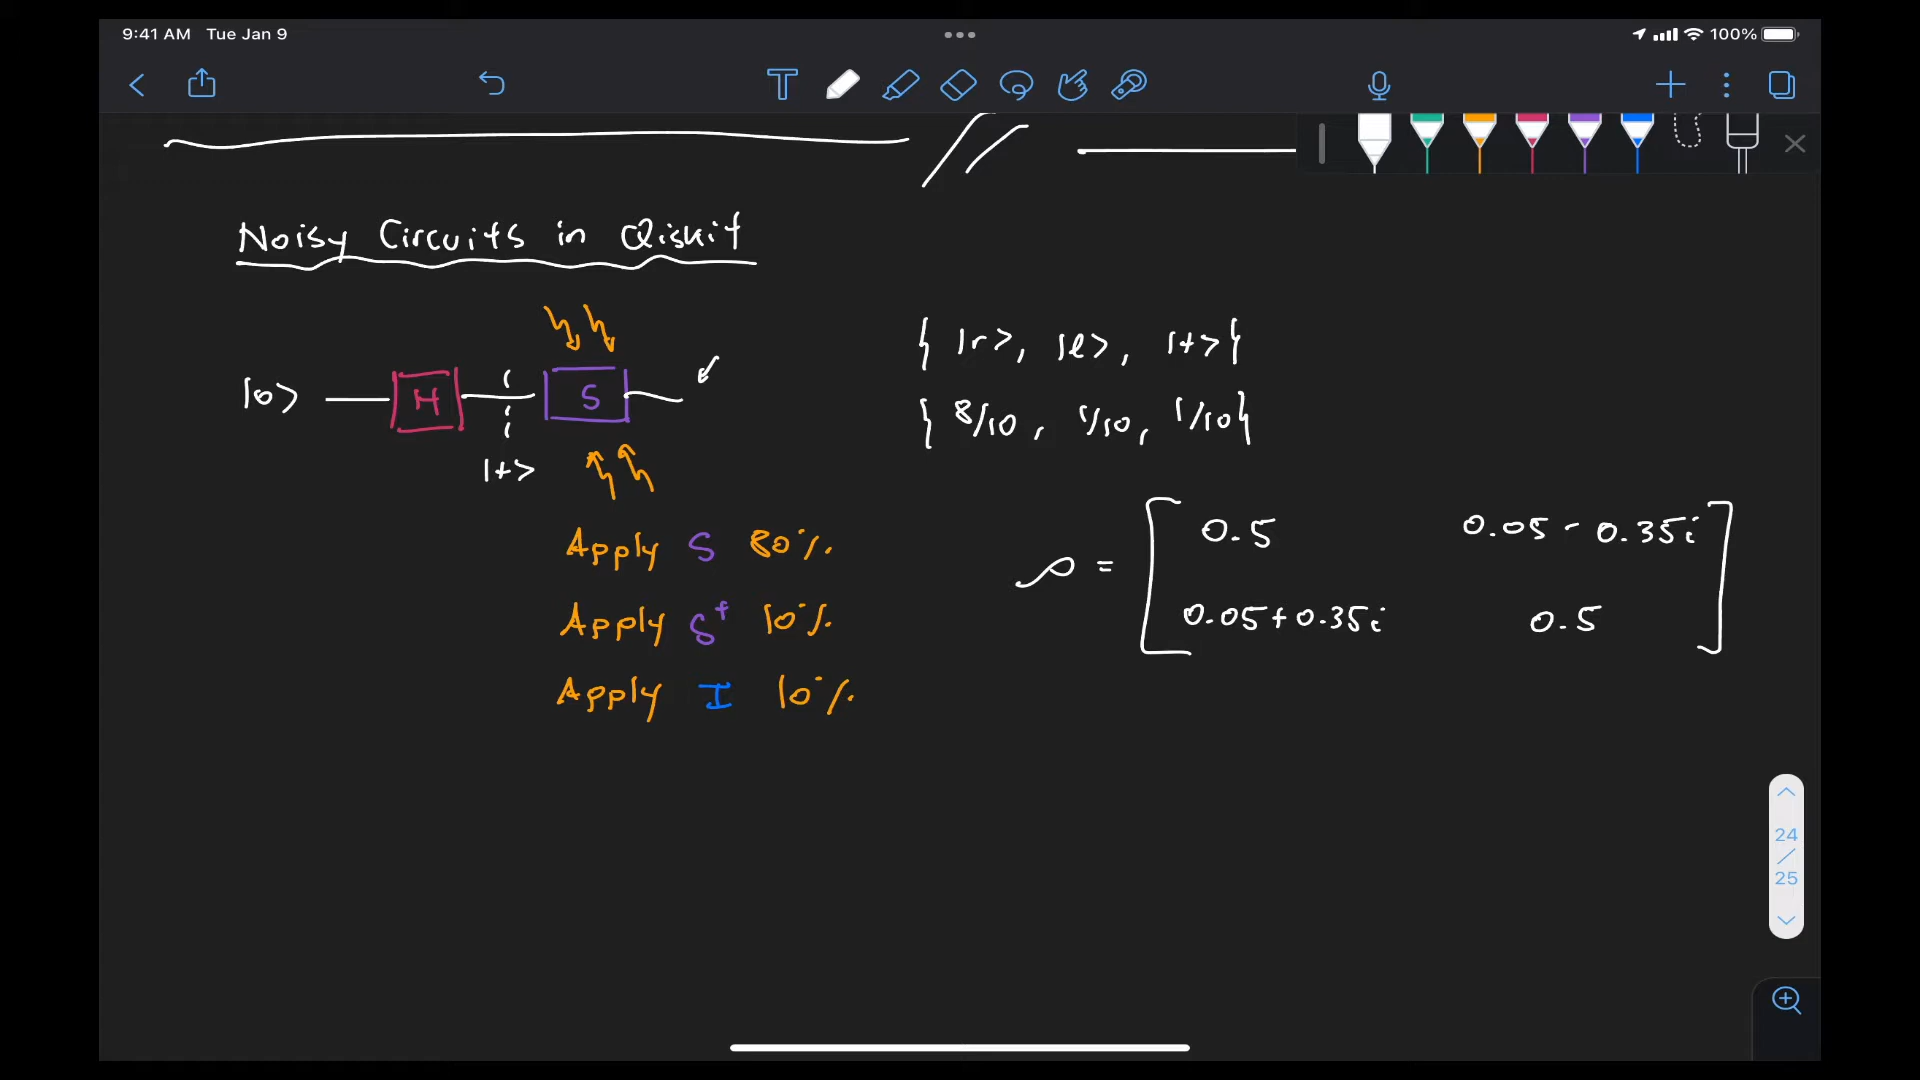 9:41 AM Tue Jan 9
100%
T
Noisy Circuits in Qiskit
|0> H S
|+>
{ |r>, |l>, |+> }
{ 8/10, 1/10, 1/10 }
Apply S 80%
Apply S† 10%
Apply I 10%
ρ = [ 0.5 0.05 - 0.35i
0.05 + 0.35i 0.5 ]
24
/
25